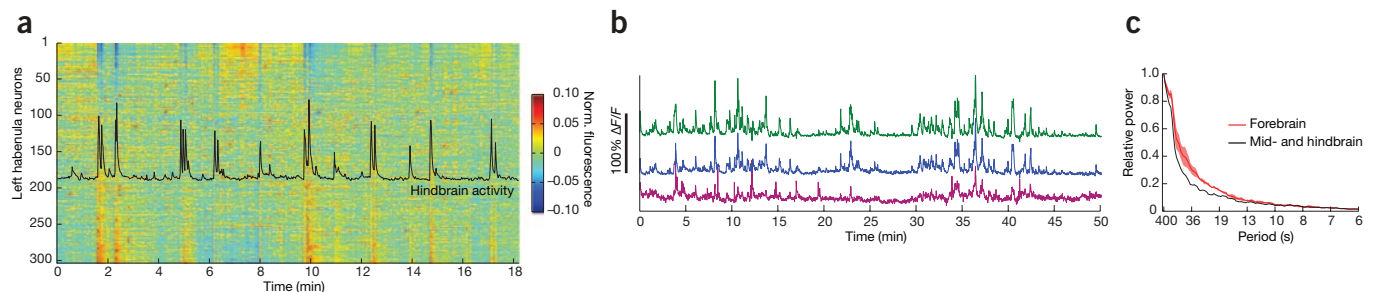 a
1
50
100
150
200
250
300
Left habenula neurons
Hindbrain activity
0 2 4 6 8 10 12 14 16 18
Time (min)
0.10
0.05
0
–0.05
–0.10
Norm. fluorescence
b
100% ΔF/F
0 5 10 15 20 25 30 35 40 45 50
Time (min)
c
1.0
0.8
0.6
0.4
0.2
0
Relative power
Forebrain
Mid- and hindbrain
400 36 19 13 10 8 7 6
Period (s)